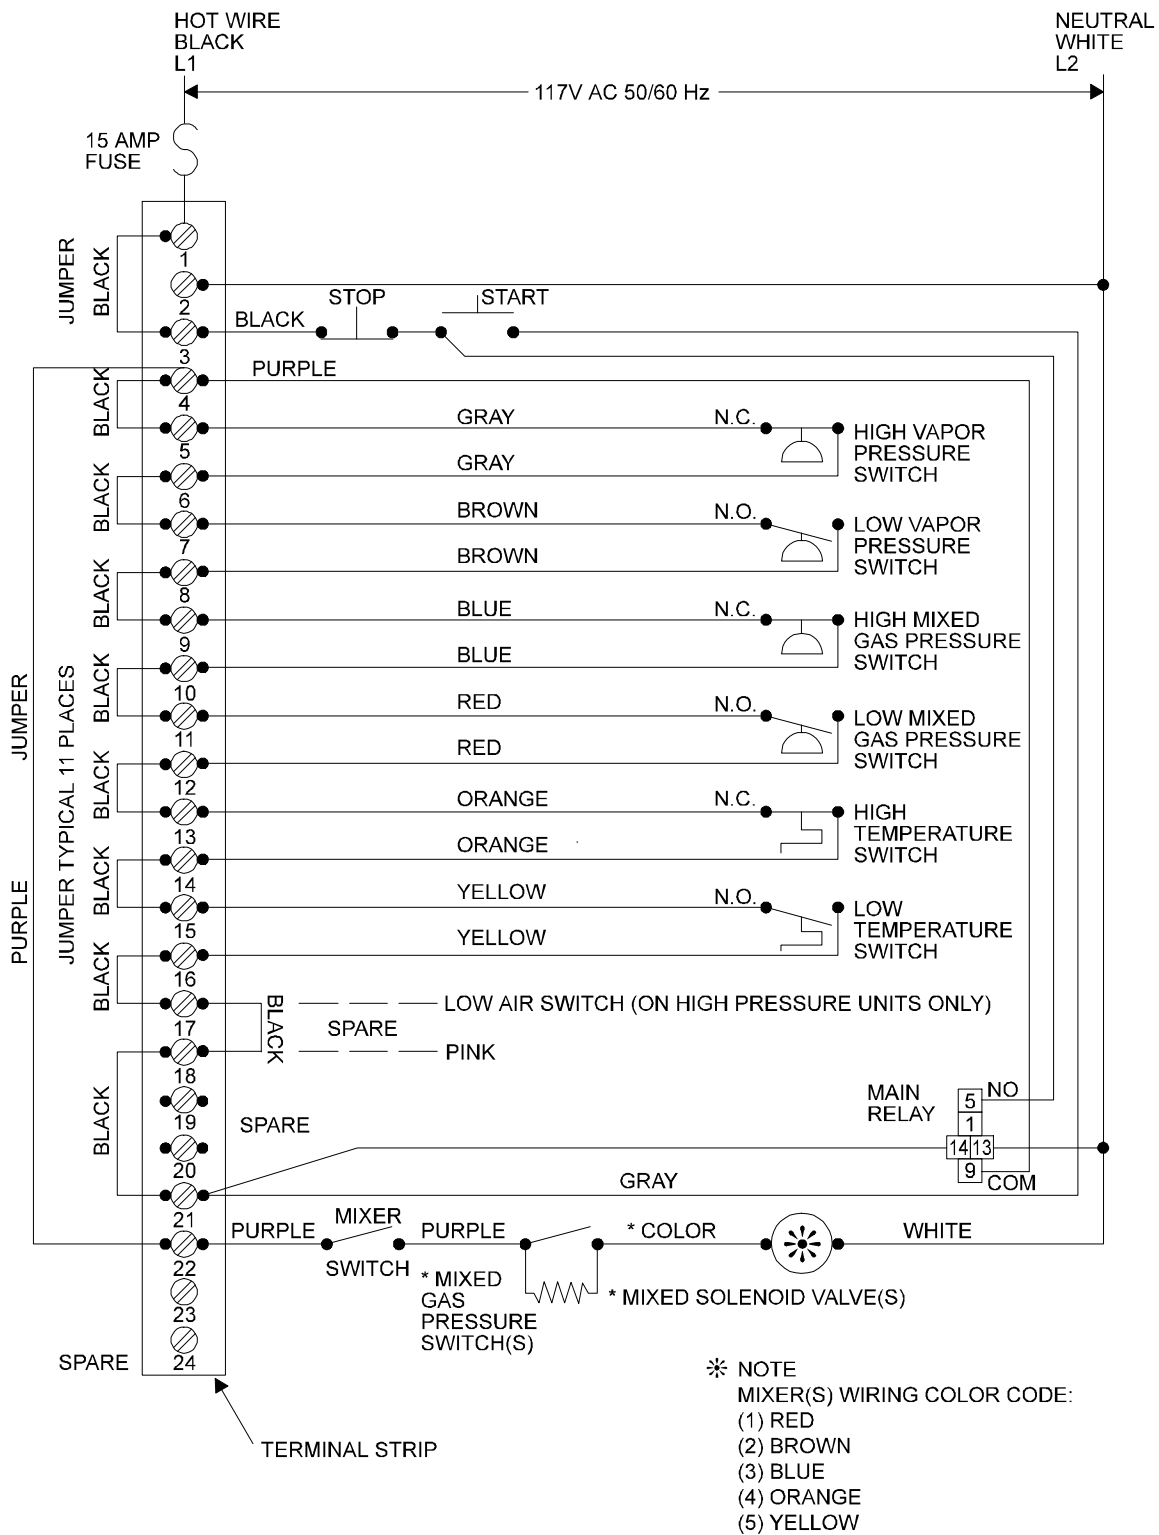 HOT WIRE
BLACK
L1
NEUTRAL
WHITE
L2
117V AC 50/60 Hz
15 AMP
FUSE
JUMPER
BLACK
1
2
3
STOP
START
BLACK
PURPLE
BLACK
4
5
GRAY
N.C.
HIGH VAPOR
PRESSURE
SWITCH
GRAY
BLACK
6
7
BROWN
N.O.
LOW VAPOR
PRESSURE
SWITCH
BROWN
BLACK
8
9
BLUE
N.C.
HIGH MIXED
GAS PRESSURE
SWITCH
BLUE
BLACK
10
11
RED
N.O.
LOW MIXED
GAS PRESSURE
SWITCH
RED
BLACK
12
13
ORANGE
N.C.
HIGH
TEMPERATURE
SWITCH
ORANGE
BLACK
14
15
YELLOW
N.O.
LOW
TEMPERATURE
SWITCH
YELLOW
BLACK
16
17
JUMPER
PURPLE
JUMPER TYPICAL 11 PLACES
BLACK
LOW AIR SWITCH (ON HIGH PRESSURE UNITS ONLY)
SPARE
PINK
18
BLACK
19
SPARE
20
21
MAIN
RELAY
5
NO
1
14
13
9
COM
GRAY
PURPLE
MIXER
SWITCH
PURPLE
* MIXED
GAS
PRESSURE
SWITCH(S)
* COLOR
WHITE
* MIXED SOLENOID VALVE(S)
22
23
24
SPARE
TERMINAL STRIP
NOTE
MIXER(S) WIRING COLOR CODE:
(1) RED
(2) BROWN
(3) BLUE
(4) ORANGE
(5) YELLOW